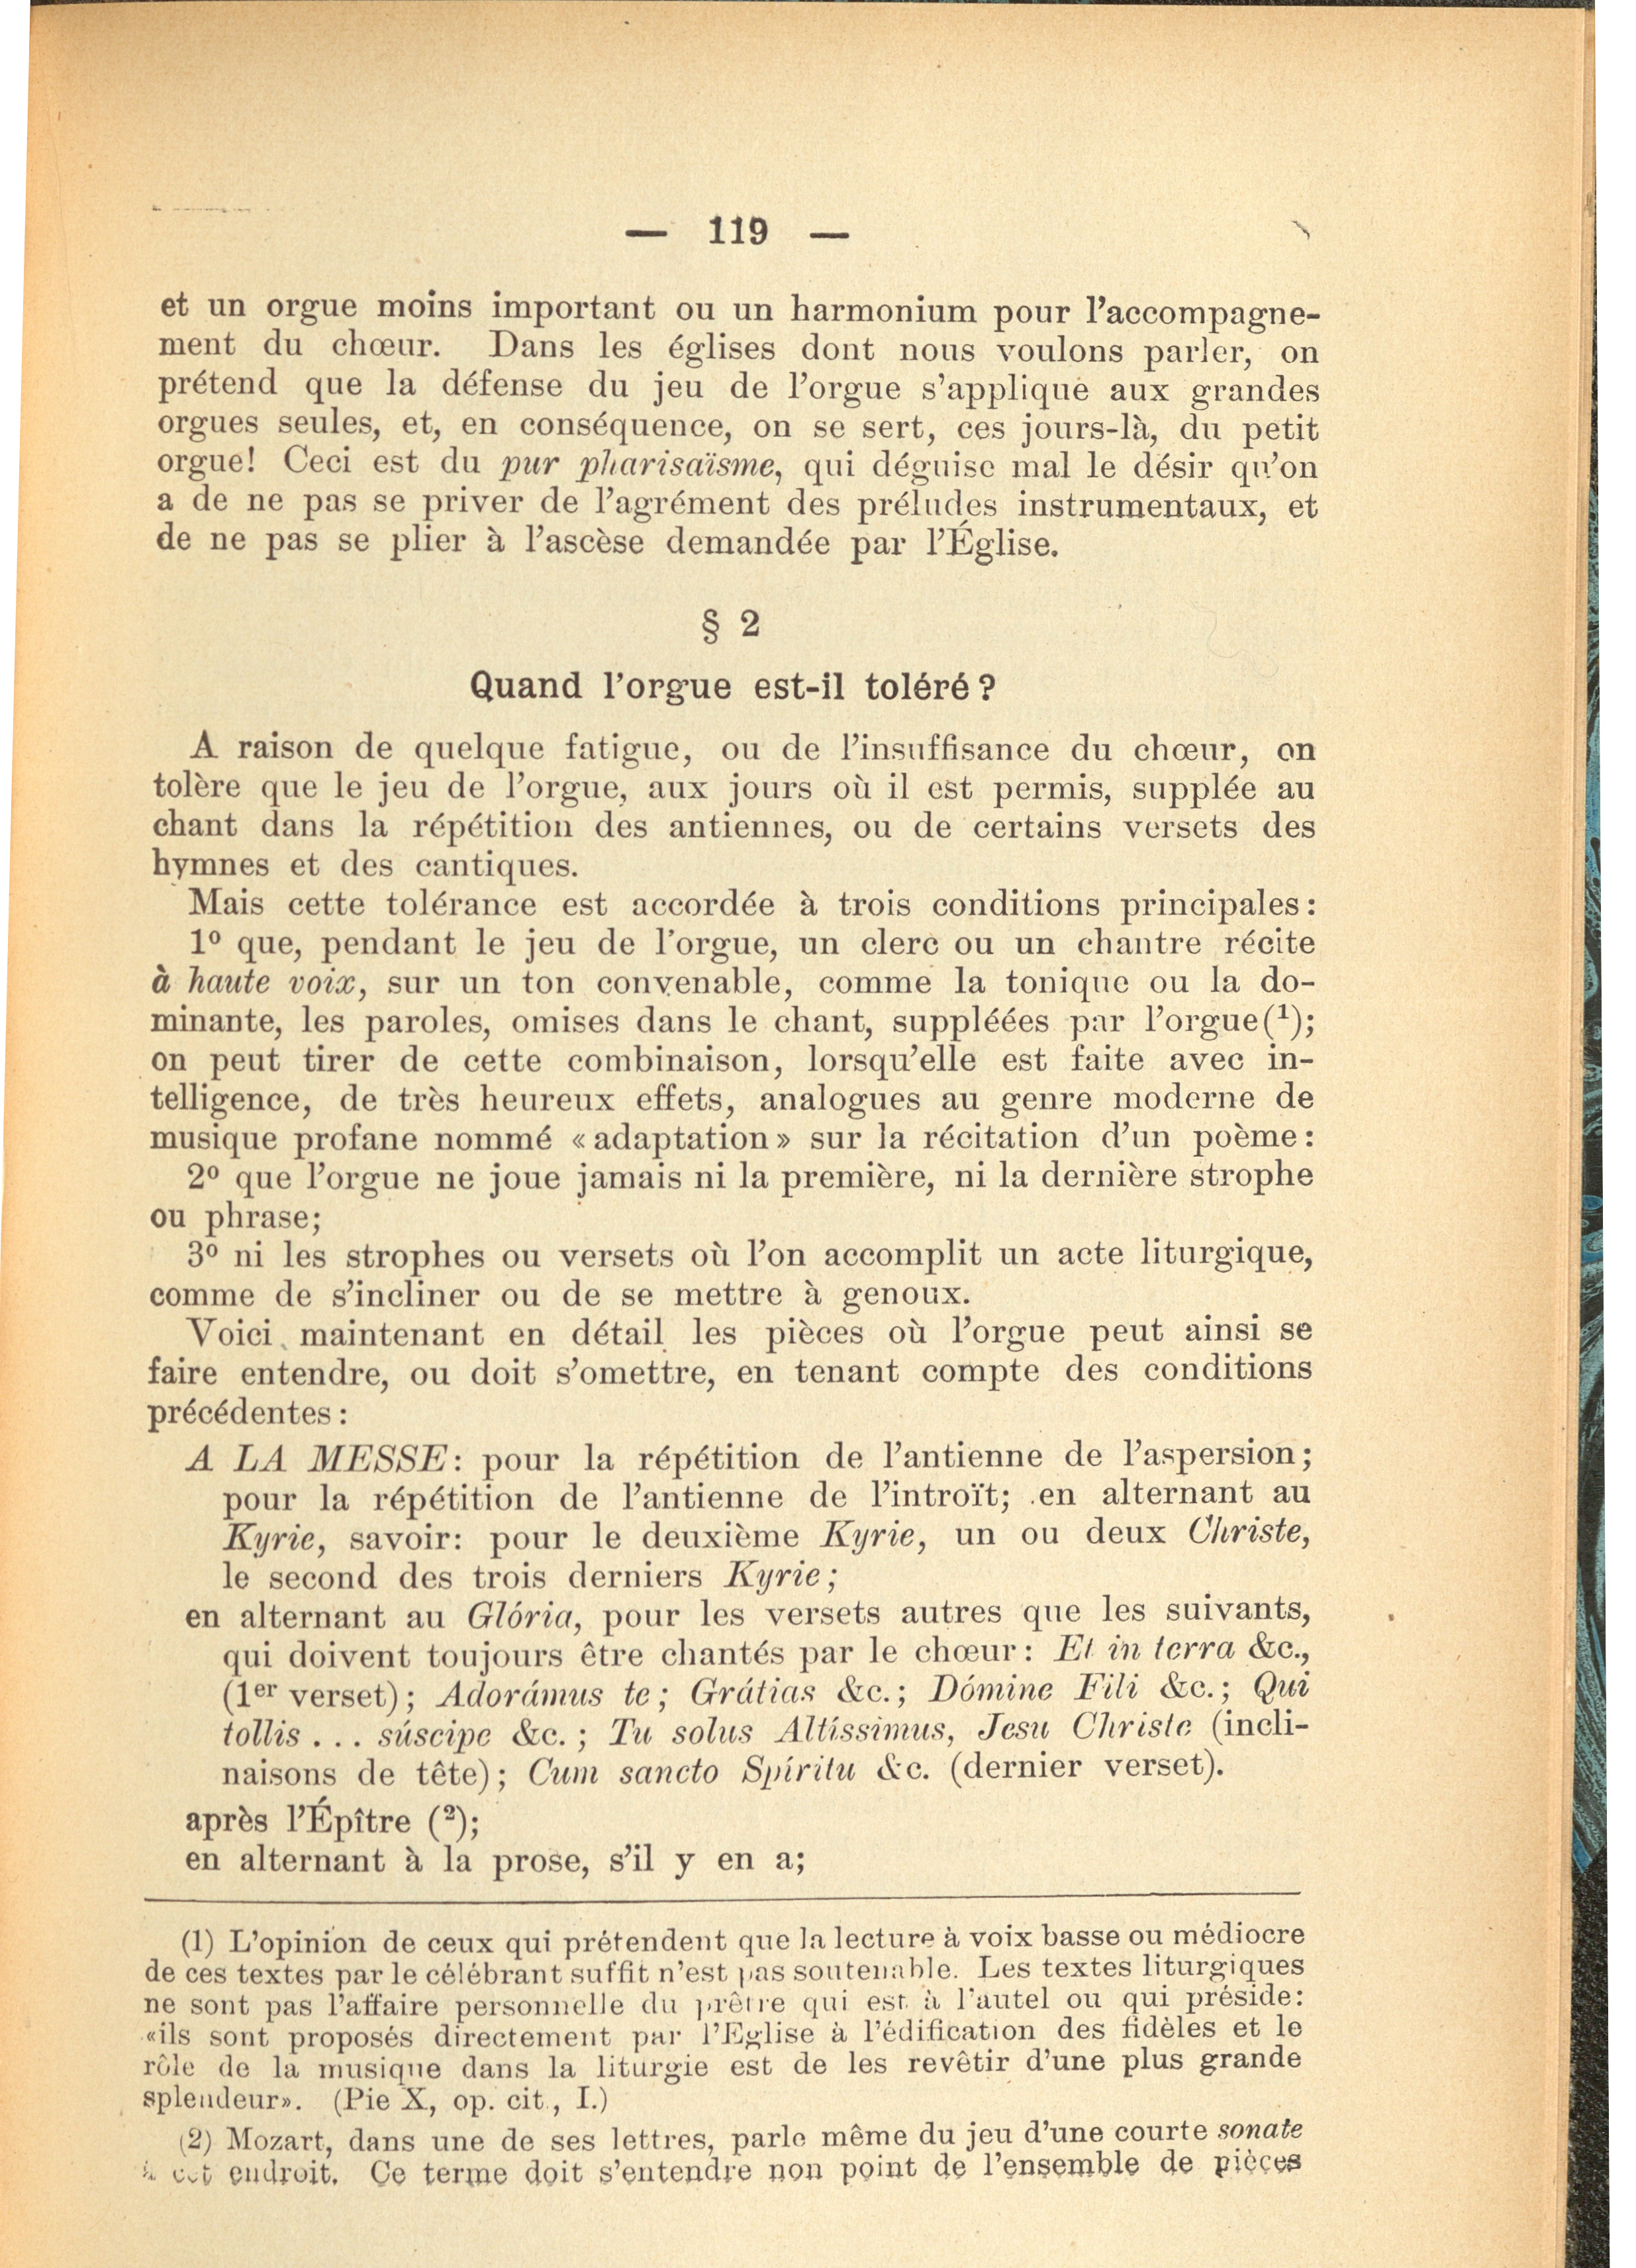 — 119 —
et un orgue moins important ou un harmonium pour l'accompagne-
ment du chœur. Dans les églises dont nous voulons parler, on
prétend que la défense du jeu de l'orgue s'applique aux grandes
orgues seules, et, en conséquence, on se sert, ces jours-là, du petit
orgue! Ceci est du pur pharisaïsme, qui déguise mal le désir qu'on
a de ne pas se priver de l'agrément des préludes instrumentaux, et
de ne pas se plier à l'ascèse demandée par l'Église.
§ 2
Quand l'orgue est-il toléré?
A raison de quelque fatigue, ou de l'insuffisance du chœur, on
tolère que le jeu de l'orgue, aux jours où il est permis, supplée au
chant dans la répétition des antiennes, ou de certains versets des
hymnes et des cantiques.
Mais cette tolérance est accordée à trois conditions principales:
1º que, pendant le jeu de l'orgue, un clerc ou un chantre récite
à haute voix, sur un ton convenable, comme la tonique ou la do-
minante, les paroles, omises dans le chant, suppléées par l'orgue(¹);
on peut tirer de cette combinaison, lorsqu'elle est faite avec in-
telligence, de très heureux effets, analogues au genre moderne de
musique profane nommé «adaptation» sur la récitation d'un poème:
2º que l'orgue ne joue jamais ni la première, ni la dernière strophe
ou phrase;
3º ni les strophes ou versets où l'on accomplit un acte liturgique,
comme de s'incliner ou de se mettre à genoux.
Voici maintenant en détail les pièces où l'orgue peut ainsi se
faire entendre, ou doit s'omettre, en tenant compte des conditions
précédentes:
A LA MESSE: pour la répétition de l'antienne de l'aspersion;
pour la répétition de l'antienne de l'introït; en alternant au
Kyrie, savoir: pour le deuxième Kyrie, un ou deux Christe,
le second des trois derniers Kyrie;
en alternant au Glória, pour les versets autres que les suivants,
qui doivent toujours être chantés par le chœur: Et in terra &c.,
(1er verset); Adorámus te; Grátias &c.; Dómine Fili &c.; Qui
tollis ... súscipe &c.; Tu solus Altíssimus, Jesu Christe (incli-
naisons de tête); Cum sancto Spíritu &c. (dernier verset).
après l'Épître (²);
en alternant à la prose, s'il y en a;
(1) L'opinion de ceux qui prétendent que la lecture à voix basse ou médiocre
de ces textes par le célébrant suffit n'est pas soutenable. Les textes liturgiques
ne sont pas l'affaire personnelle du prêtre qui est à l'autel ou qui préside:
«ils sont proposés directement par l'Eglise à l'édification des fidèles et le
rôle de la musique dans la liturgie est de les revêtir d'une plus grande
splendeur». (Pie X, op. cit., I.)
(2) Mozart, dans une de ses lettres, parle même du jeu d'une courte sonate
à cet endroit. Ce terme doit s'entendre non point de l'ensemble de pièces